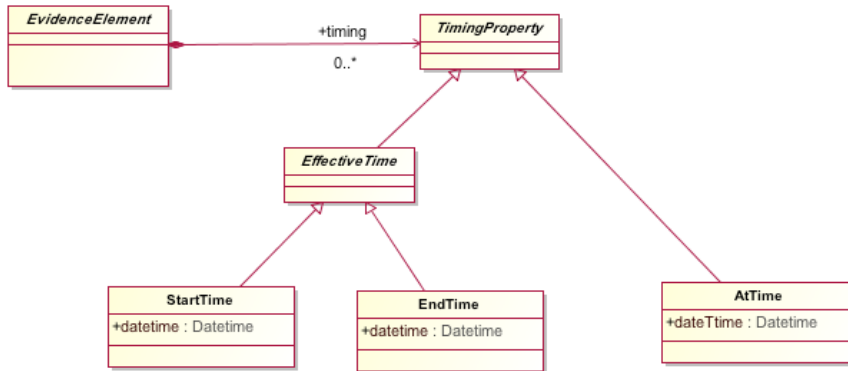 EvidenceElement
+timing
0..*
TimingProperty
EffectiveTime
StartTime
+datetime : Datetime
EndTime
+datetime : Datetime
AtTime
+dateTtime : Datetime